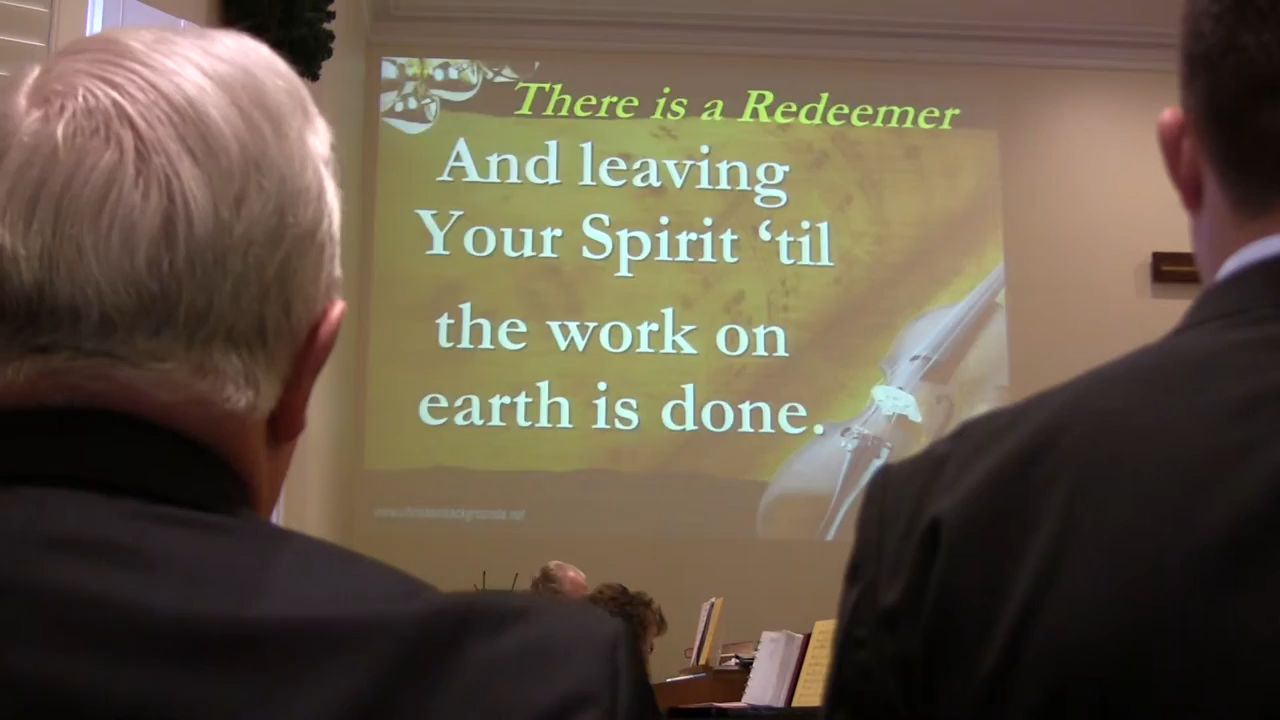 There is a Redeemer
And leaving
Your Spirit ‘til
the work on
earth is done.